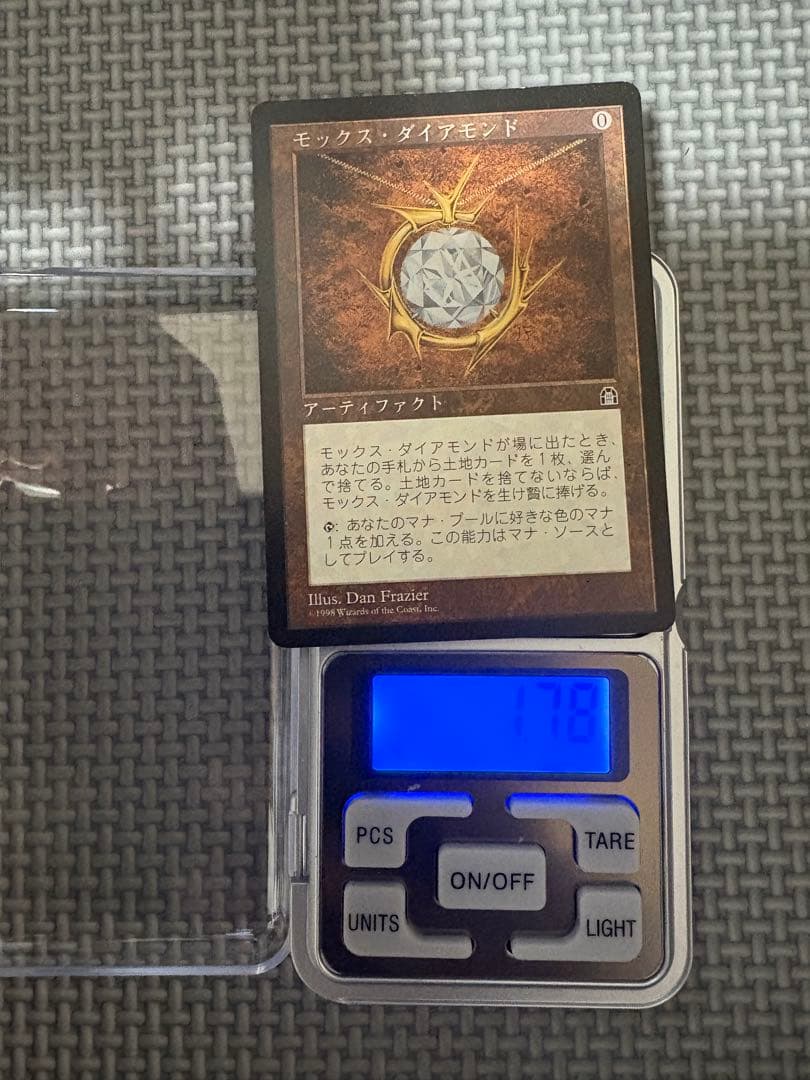 モックス・ダイアモンド
0
アーティファクト
モックス・ダイアモンドが場に出たとき、
あなたの手札から土地カードを1枚、選ん
で捨てる。土地カードを捨てないならば、
モックス・ダイアモンドを生け贄に捧げる。
: あなたのマナ・プールに好きな色のマナ
1点を加える。この能力はマナ・ソースと
してプレイする。
Illus. Dan Frazier
©1998 Wizards of the Coast, Inc.
178
PCS
TARE
ON/OFF
UNITS
LIGHT